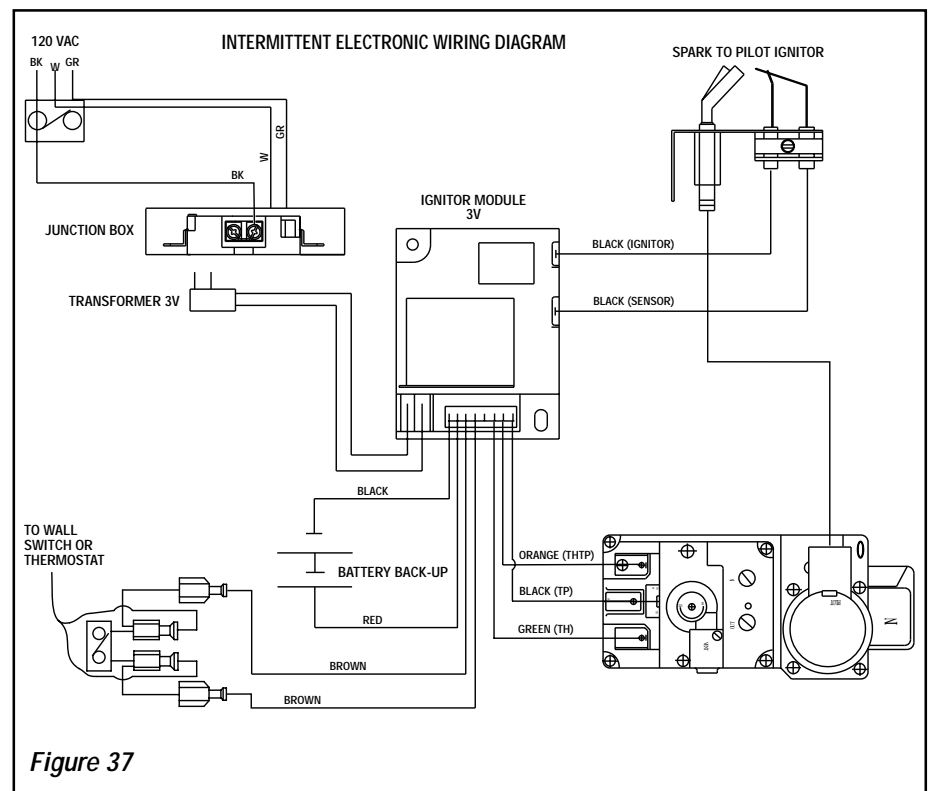 120 VAC
INTERMITTENT ELECTRONIC WIRING DIAGRAM
SPARK TO PILOT IGNITOR
BK W GR
W
GR
BK
JUNCTION BOX
IGNITOR MODULE
3V
BLACK (IGNITOR)
TRANSFORMER 3V
BLACK (SENSOR)
BLACK
TO WALL
SWITCH OR
THERMOSTAT
BATTERY BACK-UP
ORANGE (THTP)
BLACK (TP)
GREEN (TH)
RED
BROWN
BROWN
N
Figure 37